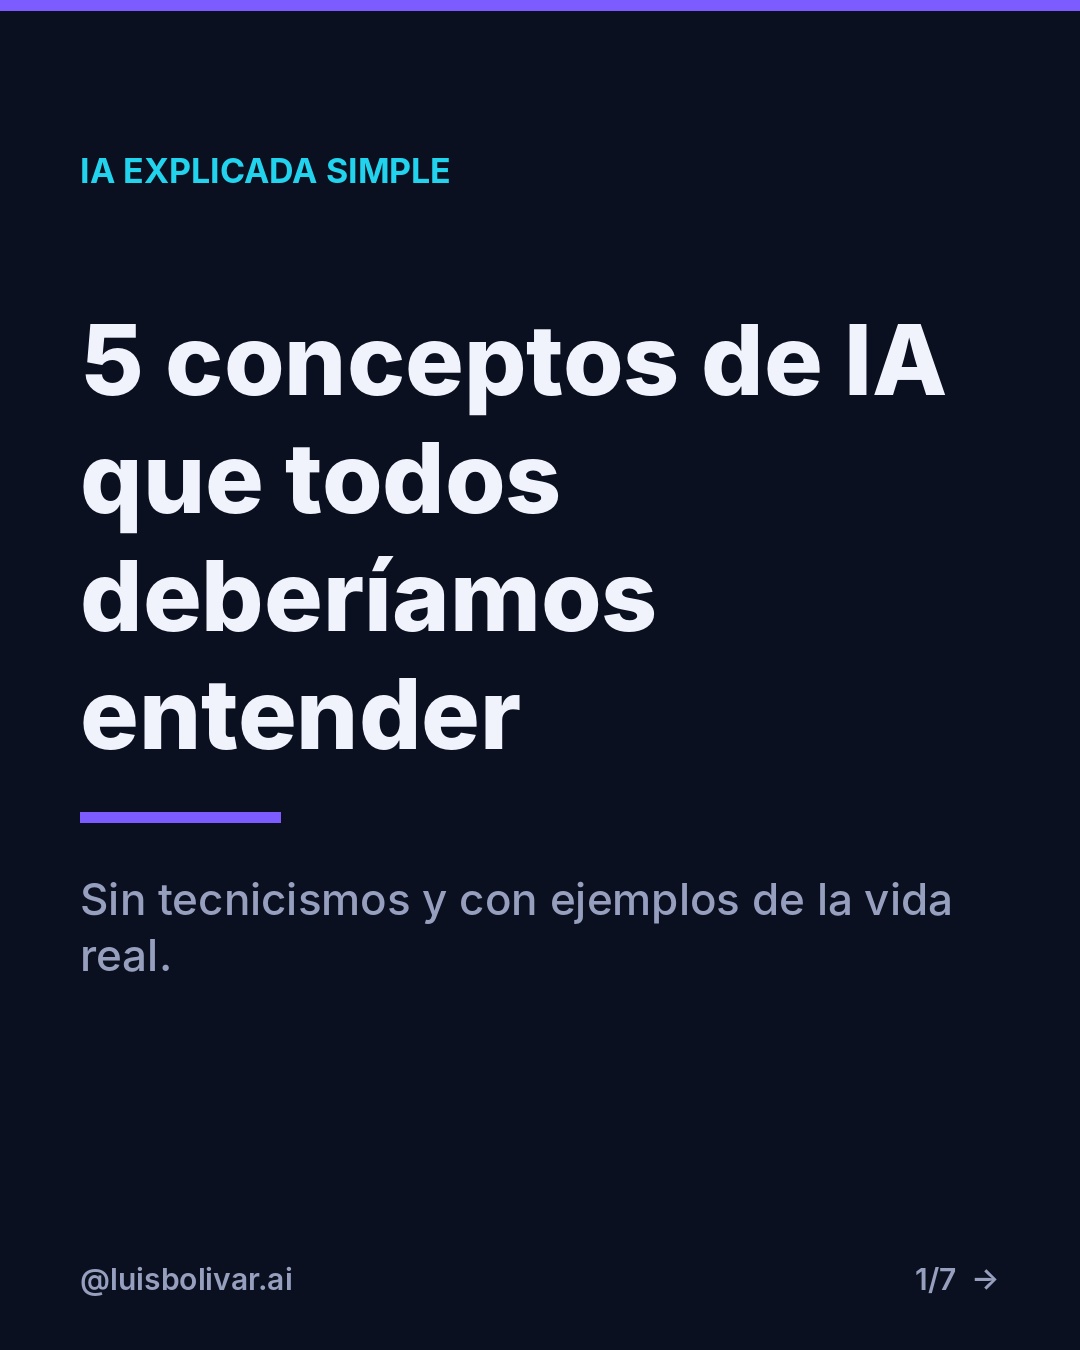 IA EXPLICADA SIMPLE
5 conceptos de IA
que todos
deberíamos
entender
Sin tecnicismos y con ejemplos de la vida
real.
@luisbolivar.ai
1/7 →